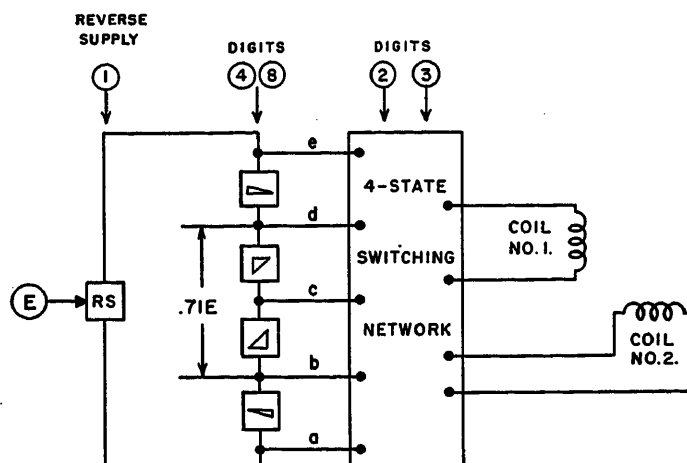 REVERSE
SUPPLY
1
DIGITS
4 8
DIGITS
2 3
e
4-STATE
d
COIL
NO.1.
SWITCHING
E
RS
.71E
c
NETWORK
COIL
NO.2.
b
a